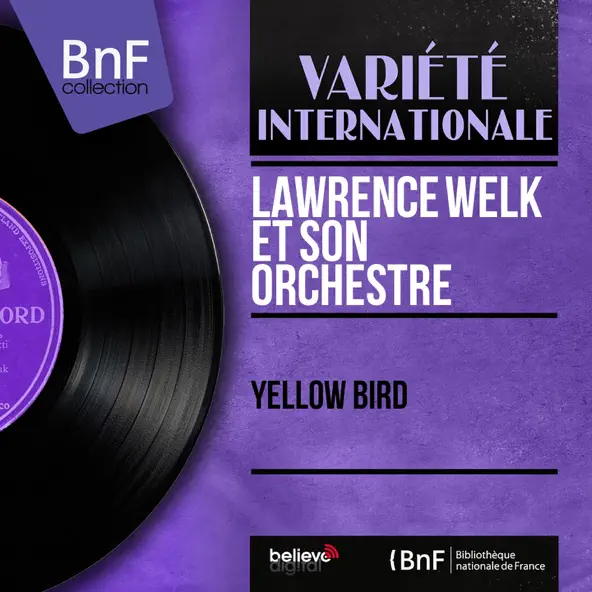 BnF
collection
VARIÉTÉ
INTERNATIONALE
LAWRENCE WELK
ET SON
ORCHESTRE
YELLOW BIRD
believe
digital
BnF
Bibliothèque
nationale de France